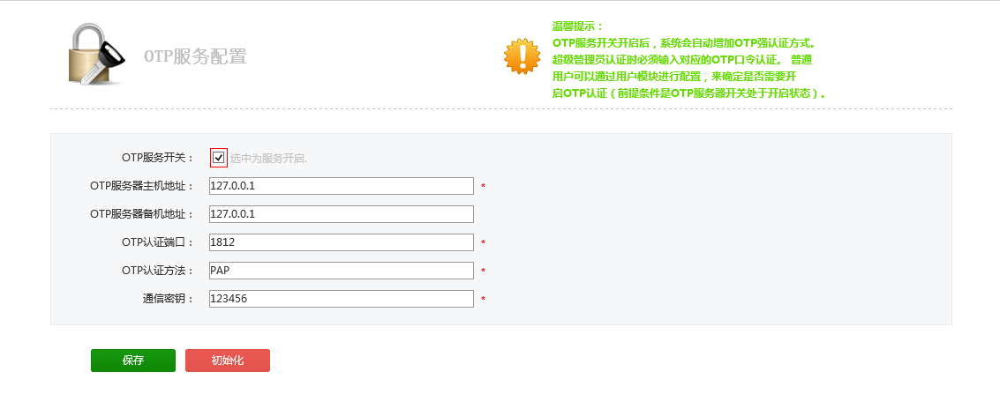 OTP服务配置
温馨提示：
OTP服务开关开启后，系统会自动增加OTP强认证方式。
超级管理员认证时必须输入对应的OTP口令认证。 普通
用户可以通过用户模块进行配置，来确定是否需要开
启OTP认证（前提条件是OTP服务器开关处于开启状态）。
OTP服务开关： 选中为服务开启.
OTP服务器主机地址： 127.0.0.1 *
OTP服务器备机地址： 127.0.0.1
OTP认证端口： 1812 *
OTP认证方法： PAP *
通信密钥： 123456 *
保存 初始化